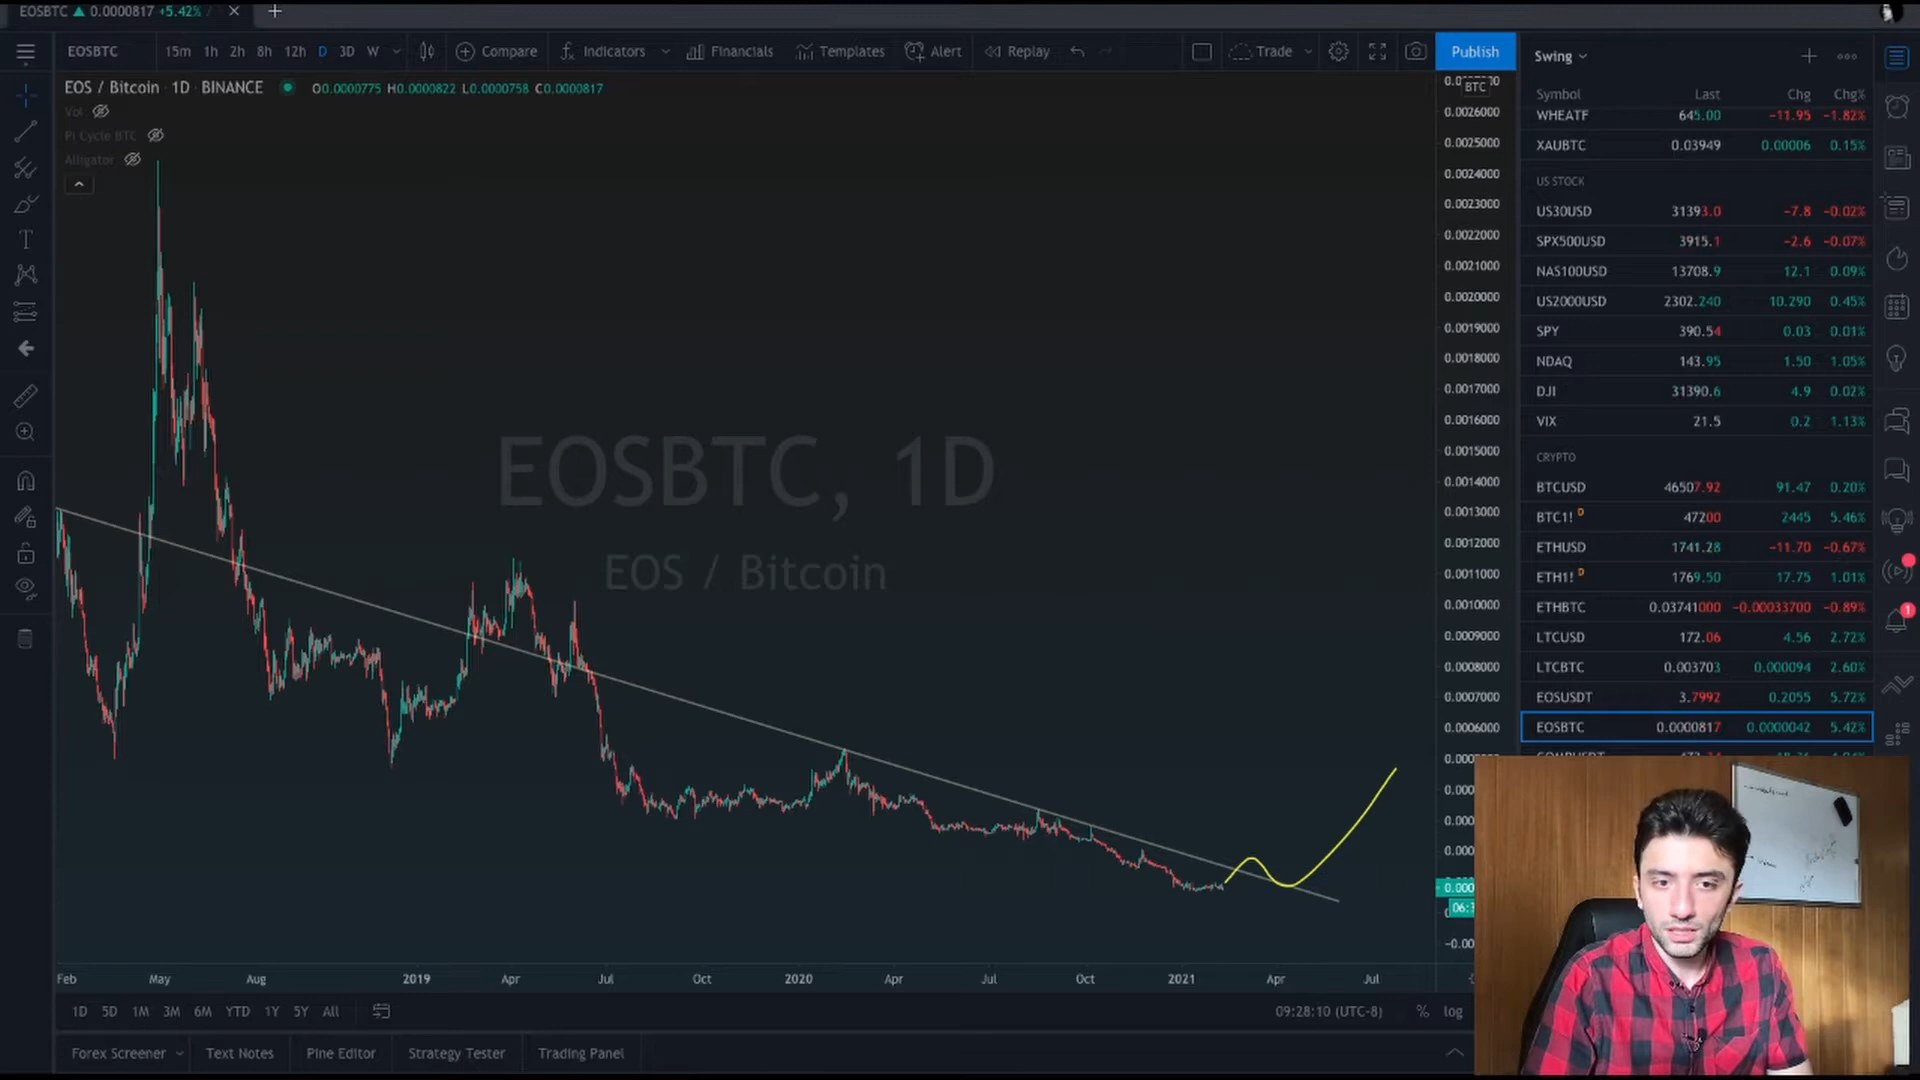 EOSBTC ▲ 0.0000817 +5.42% /
EOSBTC 15m 1h 2h 8h 12h D 3D W Compare Indicators Financials Templates Alert Replay Trade Publish
EOS / Bitcoin · 1D · BINANCE O0.0000775 H0.0000822 L0.0000758 C0.0000817
Vol
Pi Cycle BTC
Alligator
EOSBTC, 1D
EOS / Bitcoin
BTC
0.0026000
0.0025000
0.0024000
0.0023000
0.0022000
0.0021000
0.0020000
0.0019000
0.0018000
0.0017000
0.0016000
0.0015000
0.0014000
0.0013000
0.0012000
0.0011000
0.0010000
0.0009000
0.0008000
0.0007000
0.0006000
Feb May Aug 2019 Apr Jul Oct 2020 Apr Jul Oct 2021 Apr Jul
1D 5D 1M 3M 6M YTD 1Y 5Y All 09:28:10 (UTC-8) % log
Forex Screener Text Notes Pine Editor Strategy Tester Trading Panel
Swing
Symbol Last Chg Chg%
WHEATF 645.00 −11.95 −1.82%
XAUBTC 0.03949 0.00006 0.15%
US STOCK
US30USD 31393.0 −7.8 −0.02%
SPX500USD 3915.1 −2.6 −0.07%
NAS100USD 13708.9 12.1 0.09%
US2000USD 2302.240 10.290 0.45%
SPY 390.54 0.03 0.01%
NDAQ 143.95 1.50 1.05%
DJI 31390.6 4.9 0.02%
VIX 21.5 0.2 1.13%
CRYPTO
BTCUSD 46507.92 91.47 0.20%
BTC1! D 47200 2445 5.46%
ETHUSD 1741.28 −11.70 −0.67%
ETH1! D 1769.50 17.75 1.01%
ETHBTC 0.03741000 −0.00033700 −0.89%
LTCUSD 172.06 4.56 2.72%
LTCBTC 0.003703 0.000094 2.60%
EOSUSDT 3.7992 0.2055 5.72%
EOSBTC 0.0000817 0.0000042 5.42%
1